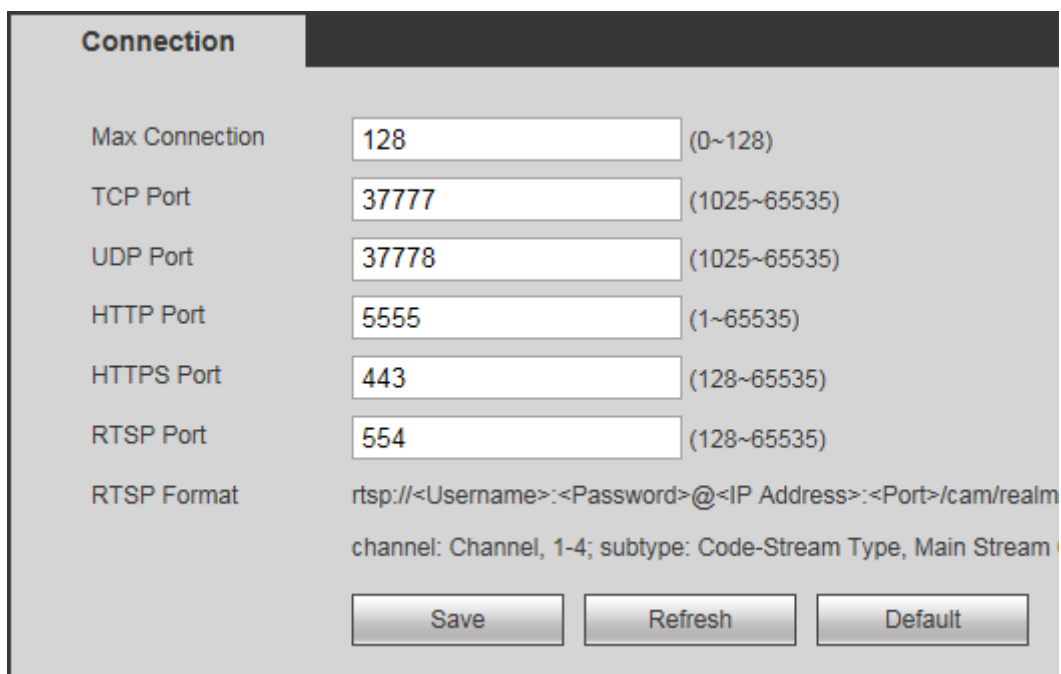 Connection
Max Connection 128 (0~128)
TCP Port 37777 (1025~65535)
UDP Port 37778 (1025~65535)
HTTP Port 5555 (1~65535)
HTTPS Port 443 (128~65535)
RTSP Port 554 (128~65535)
RTSP Format rtsp://<Username>:<Password>@<IP Address>:<Port>/cam/realm
channel: Channel, 1-4; subtype: Code-Stream Type, Main Stream
Save Refresh Default